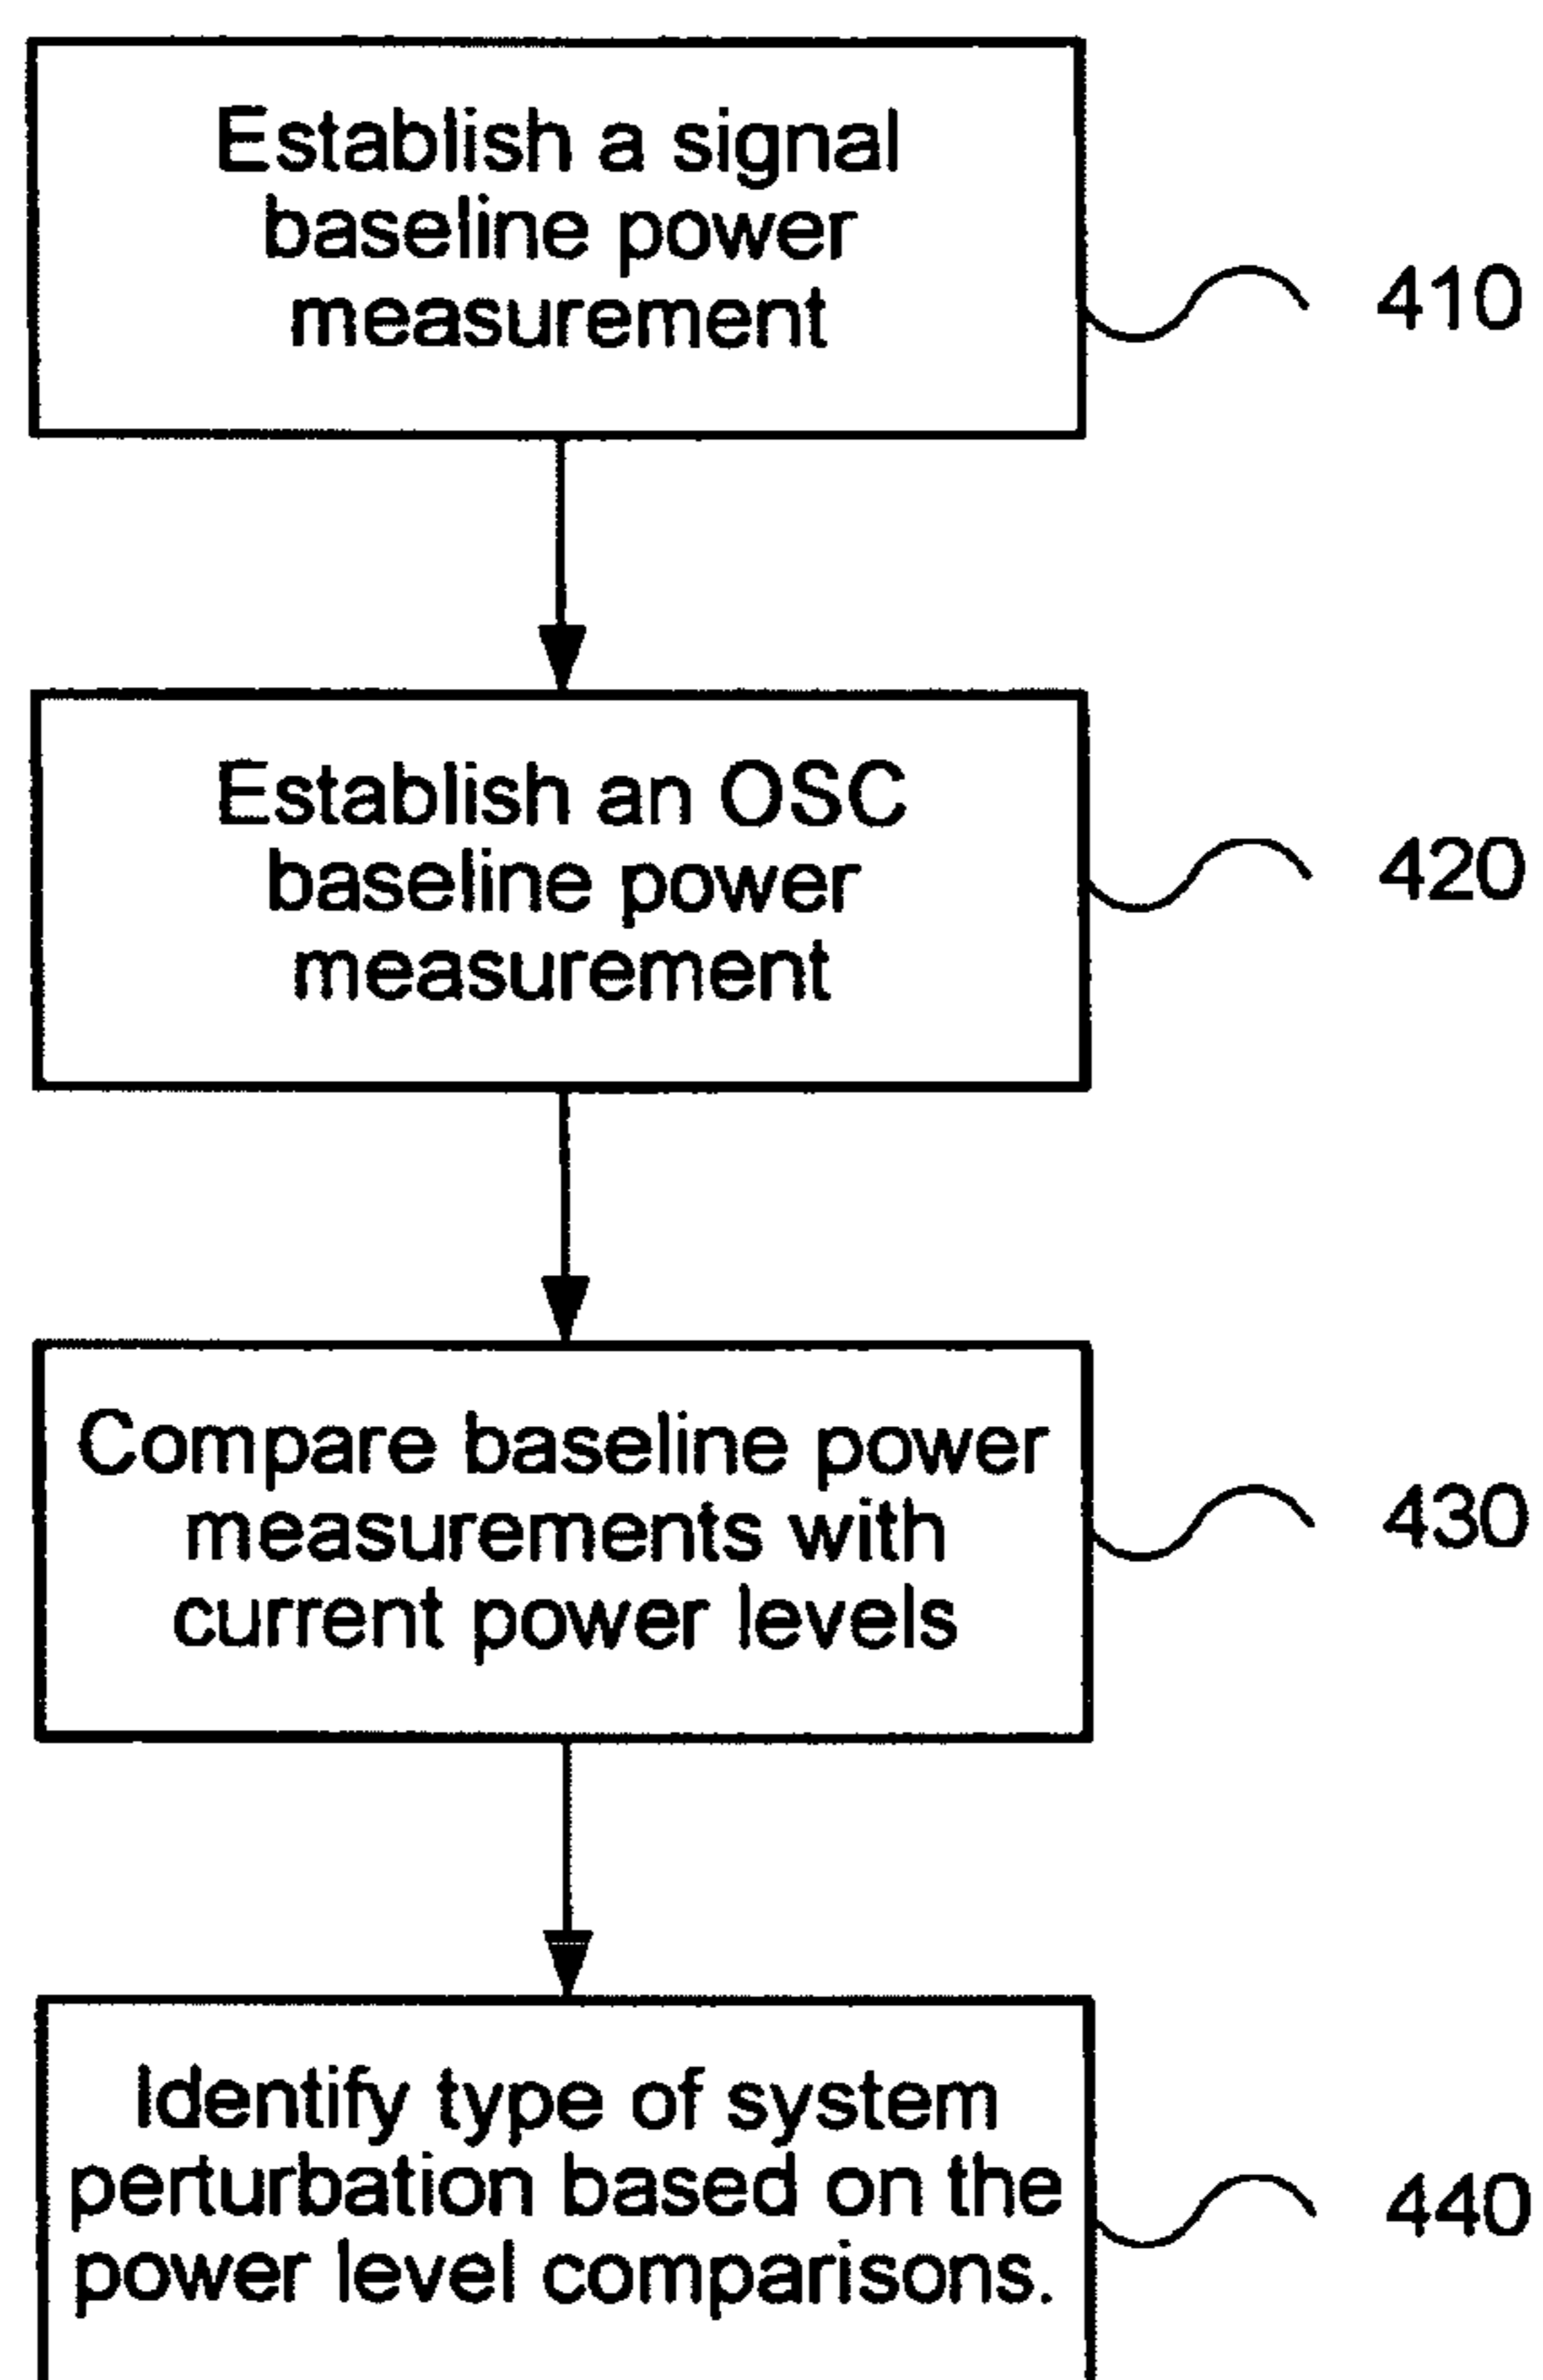 Establish a signal
baseline power
measurement
410
Establish an OSC
baseline power
measurement
420
Compare baseline power
measurements with
current power levels
430
Identify type of system
perturbation based on the
power level comparisons.
440